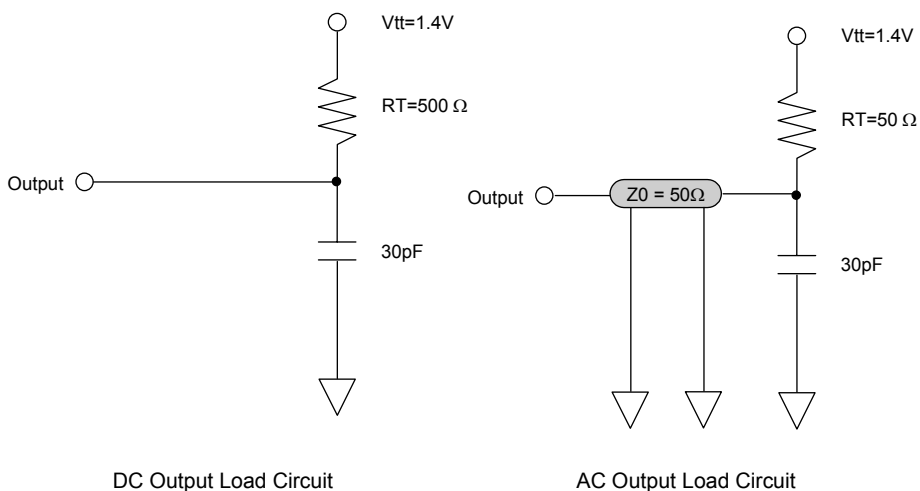 Vtt=1.4V
RT=500 Ω
Output
30pF
DC Output Load Circuit
Vtt=1.4V
RT=50 Ω
Output
Z0 = 50Ω
30pF
AC Output Load Circuit